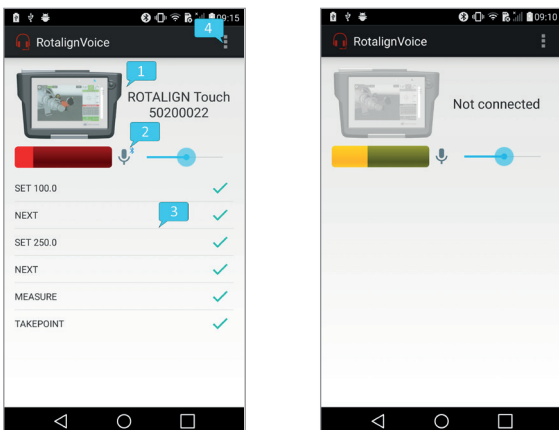 09:15
4
RotalignVoice
1
ROTALIGN Touch
50200022
2
SET 100.0
NEXT
3
SET 250.0
NEXT
MEASURE
TAKEPOINT
09:10
RotalignVoice
Not connected